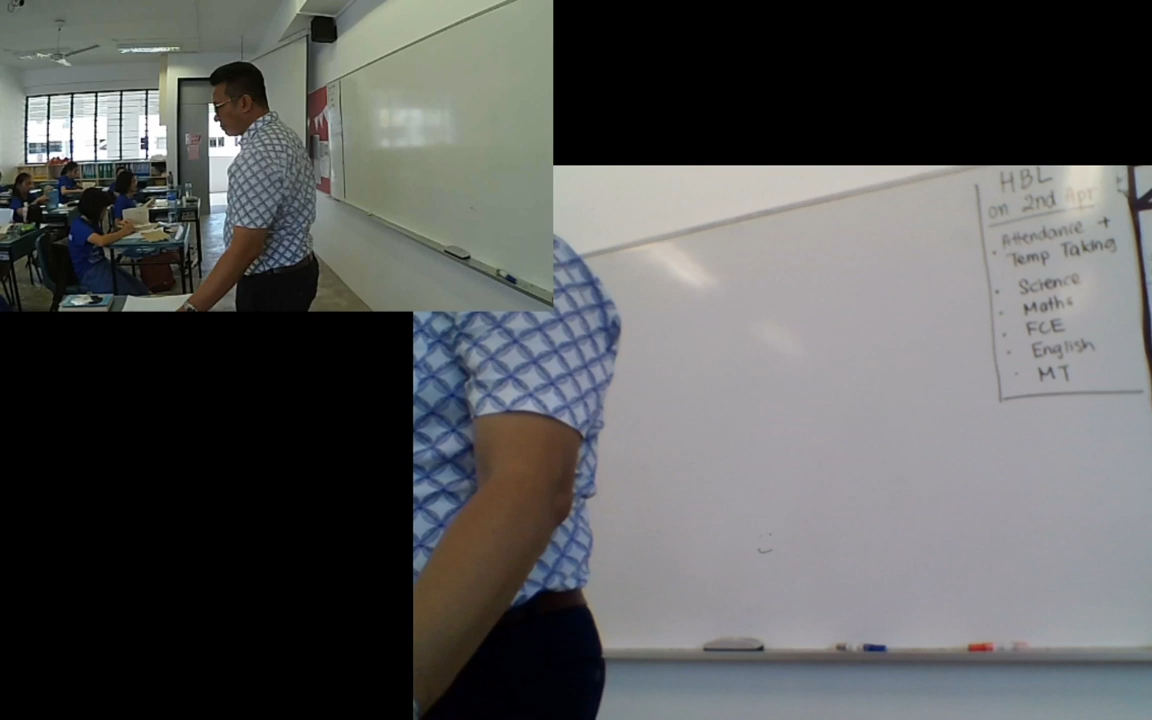 HBL
on 2nd Apr
· Attendance +
Temp Taking
· Science
· Maths
· FCE
· English
· MT